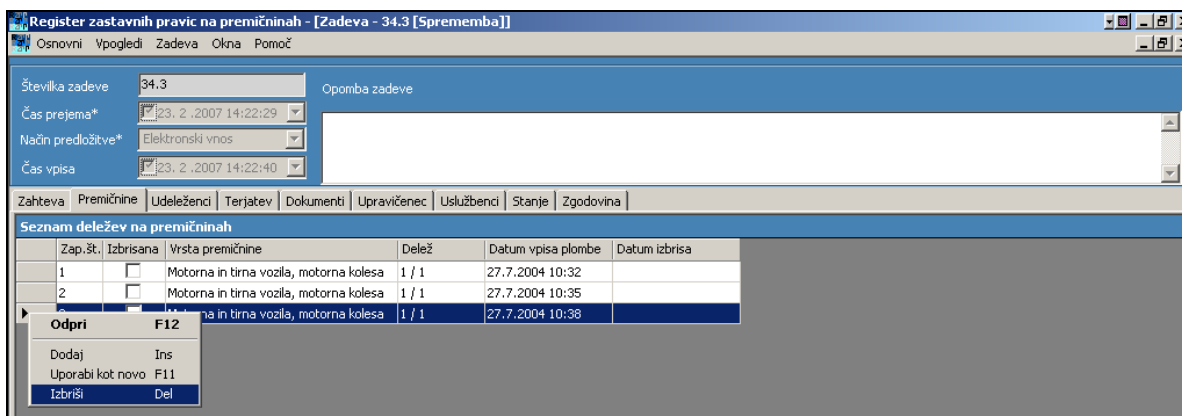 Register zastavnih pravic na premičninah - [Zadeva - 34.3 [Sprememba]]
Osnovni Vpogledi Zadeva Okna Pomoč
Številka zadeve 34.3 Opomba zadeve
Čas prejema* 23. 2 .2007 14:22:29
Način predložitve* Elektronski vnos
Čas vpisa 23. 2 .2007 14:22:40
Zahteva Premičnine Udeleženci Terjatev Dokumenti Upravičenec Uslužbenci Stanje Zgodovina
Seznam deležev na premičninah
Zap.št. Izbrisana Vrsta premičnine Delež Datum vpisa plombe Datum izbrisa
1 Motorna in tirna vozila, motorna kolesa 1 / 1 27.7.2004 10:32
2 Motorna in tirna vozila, motorna kolesa 1 / 1 27.7.2004 10:35
tirna vozila, motorna kolesa 1 / 1 27.7.2004 10:38
Odpri F12
Dodaj Ins
Uporabi kot novo F11
Izbriši Del